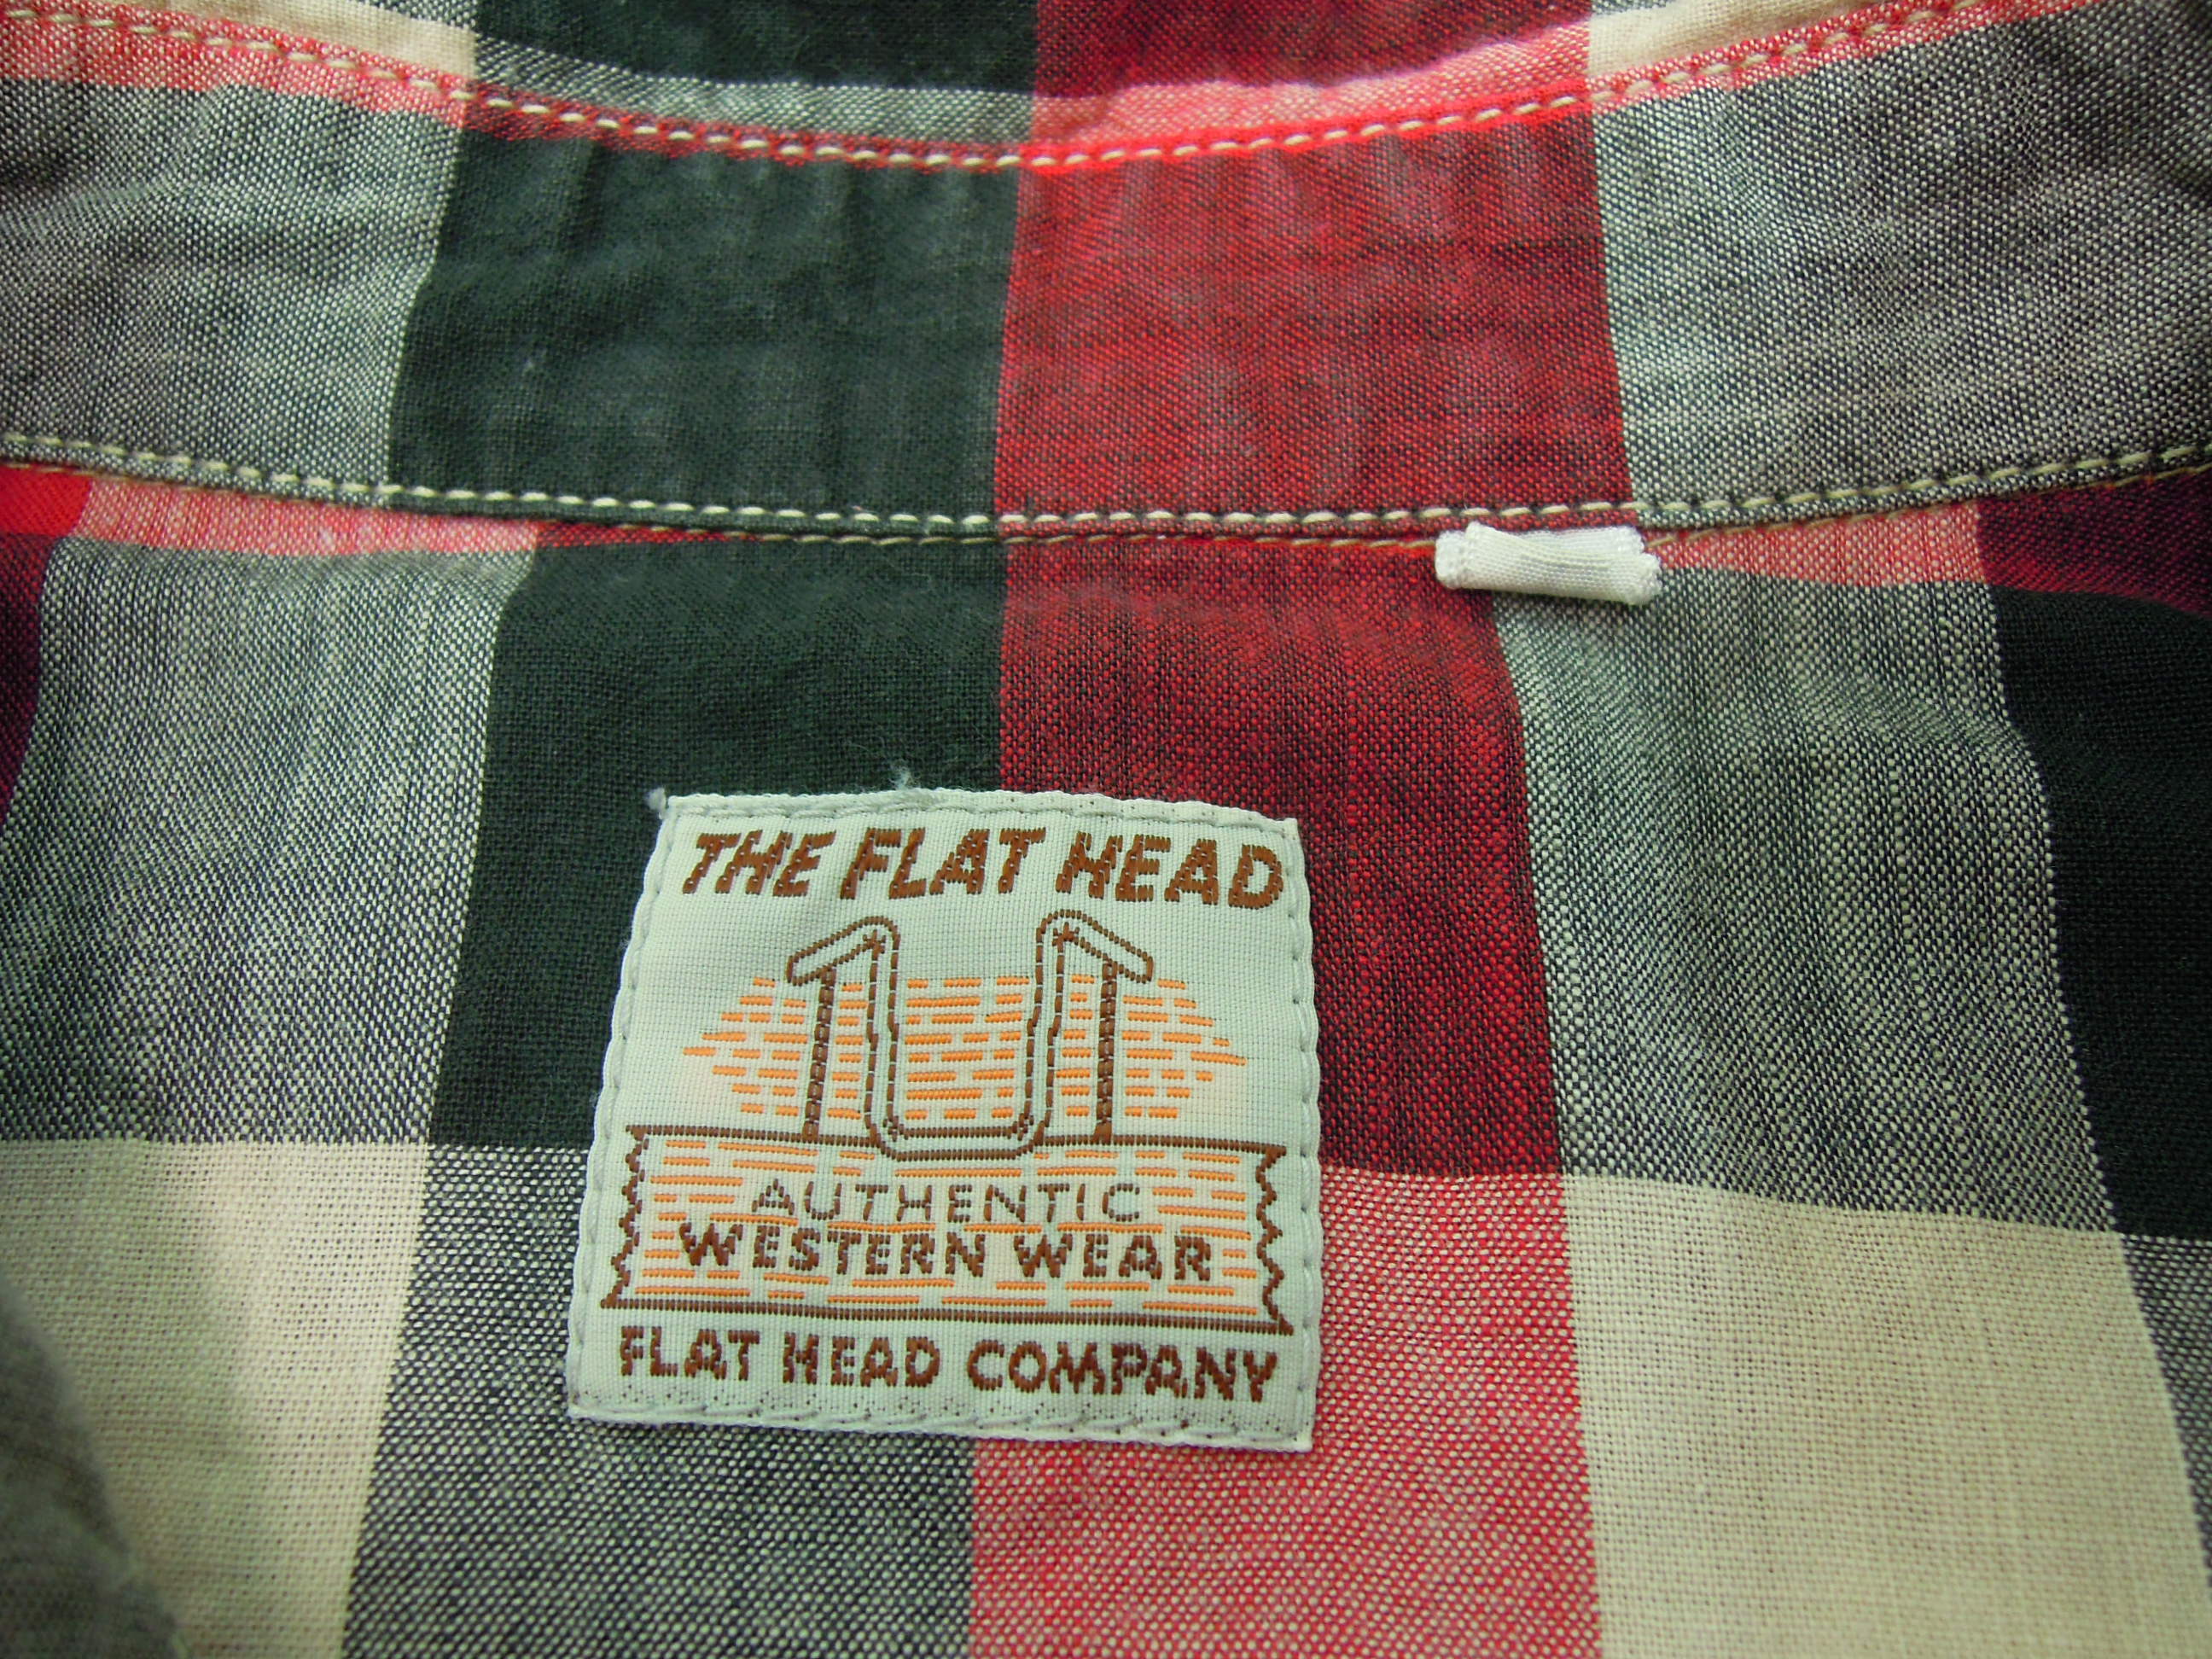 THE FLAT HEAD
AUTHENTIC
WESTERN WEAR
FLAT HEAD COMPANY